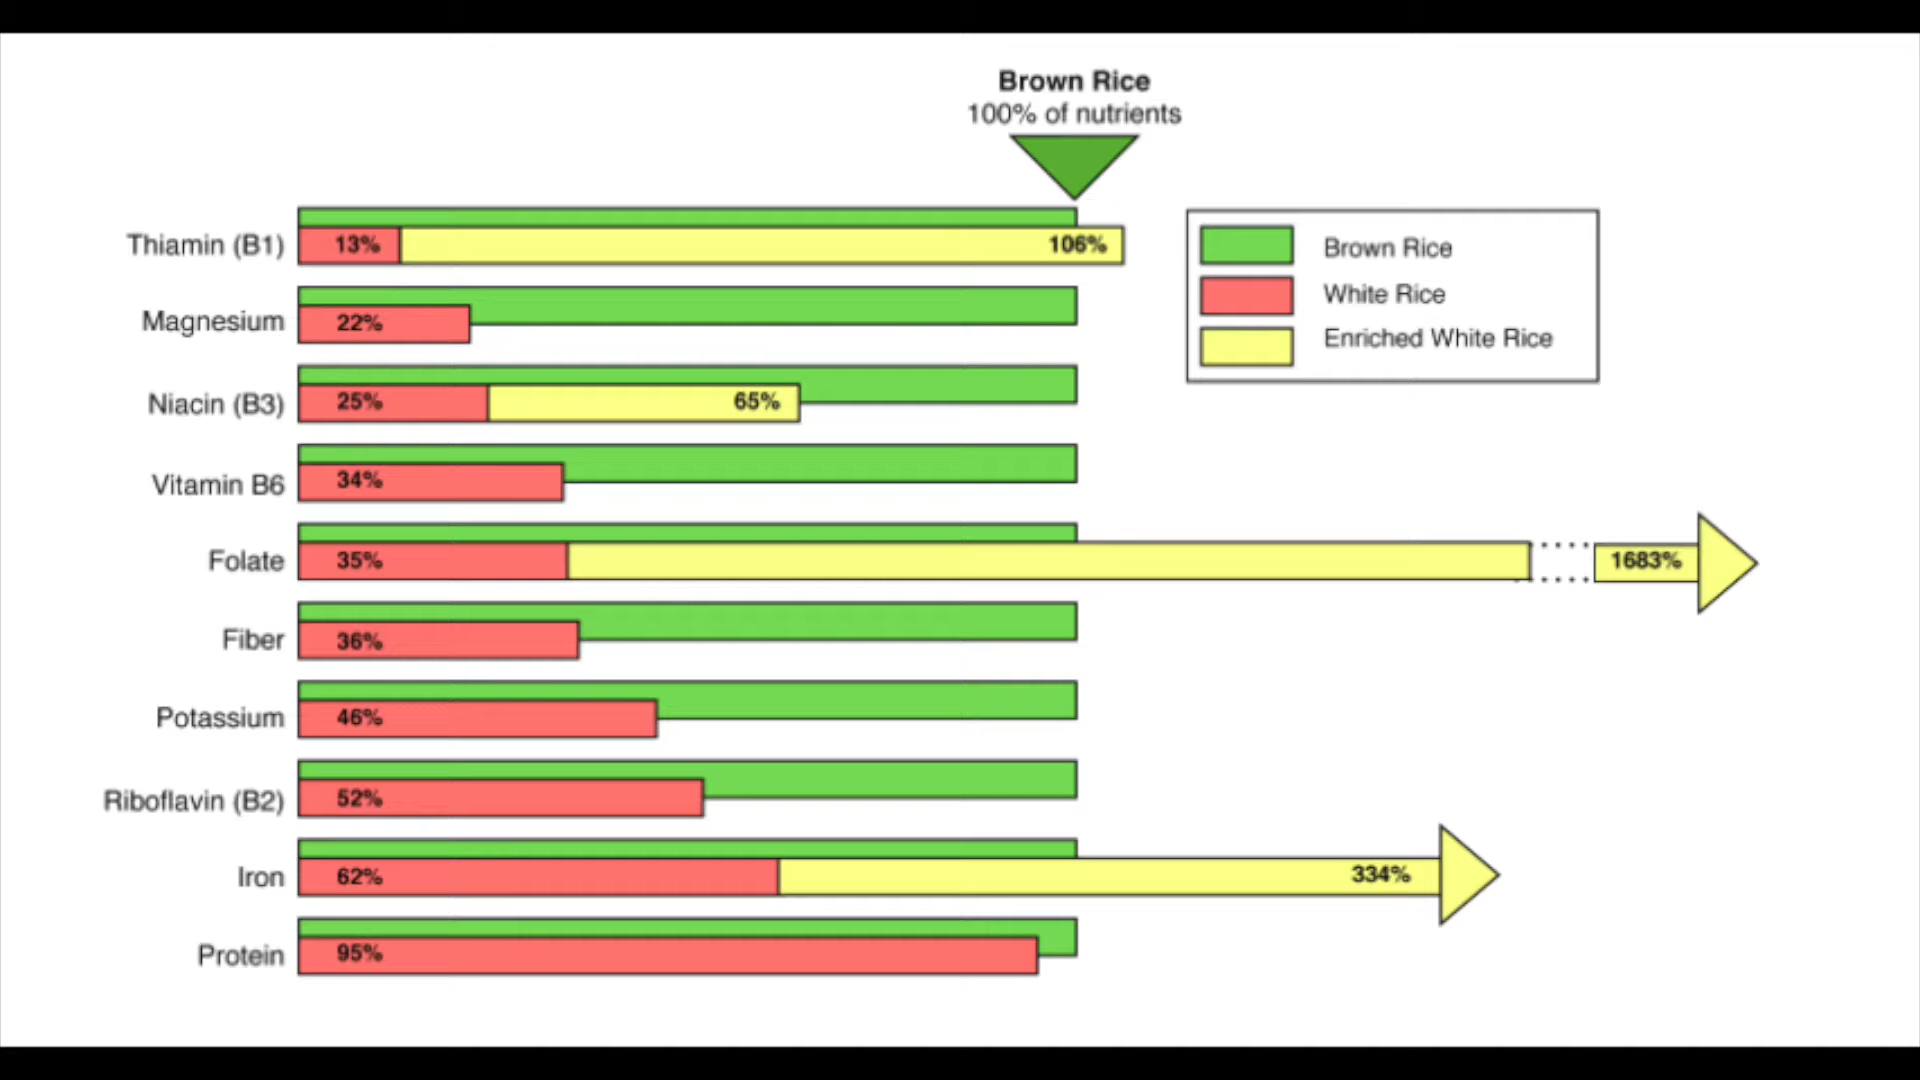 Brown Rice
100% of nutrients
Thiamin (B1) 13% 106%
Magnesium 22%
Niacin (B3) 25% 65%
Vitamin B6 34%
Folate 35% 1683%
Fiber 36%
Potassium 46%
Riboflavin (B2) 52%
Iron 62% 334%
Protein 95%
Brown Rice
White Rice
Enriched White Rice